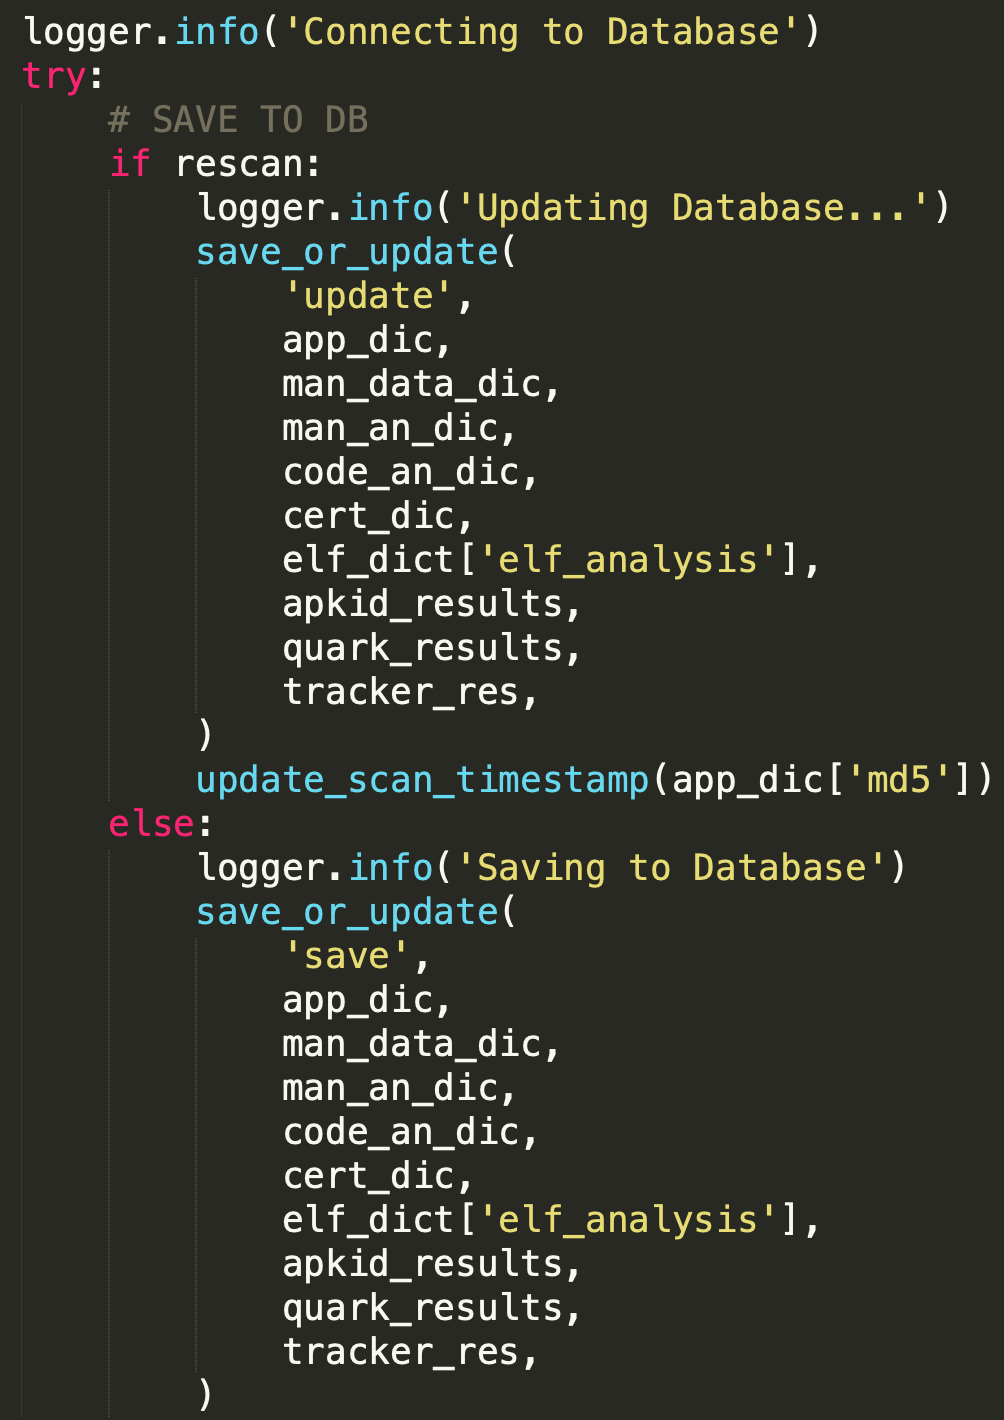 logger.info('Connecting to Database')
try:
    # SAVE TO DB
    if rescan:
        logger.info('Updating Database...')
        save_or_update(
            'update',
            app_dic,
            man_data_dic,
            man_an_dic,
            code_an_dic,
            cert_dic,
            elf_dict['elf_analysis'],
            apkid_results,
            quark_results,
            tracker_res,
        )
        update_scan_timestamp(app_dic['md5'])
    else:
        logger.info('Saving to Database')
        save_or_update(
            'save',
            app_dic,
            man_data_dic,
            man_an_dic,
            code_an_dic,
            cert_dic,
            elf_dict['elf_analysis'],
            apkid_results,
            quark_results,
            tracker_res,
        )